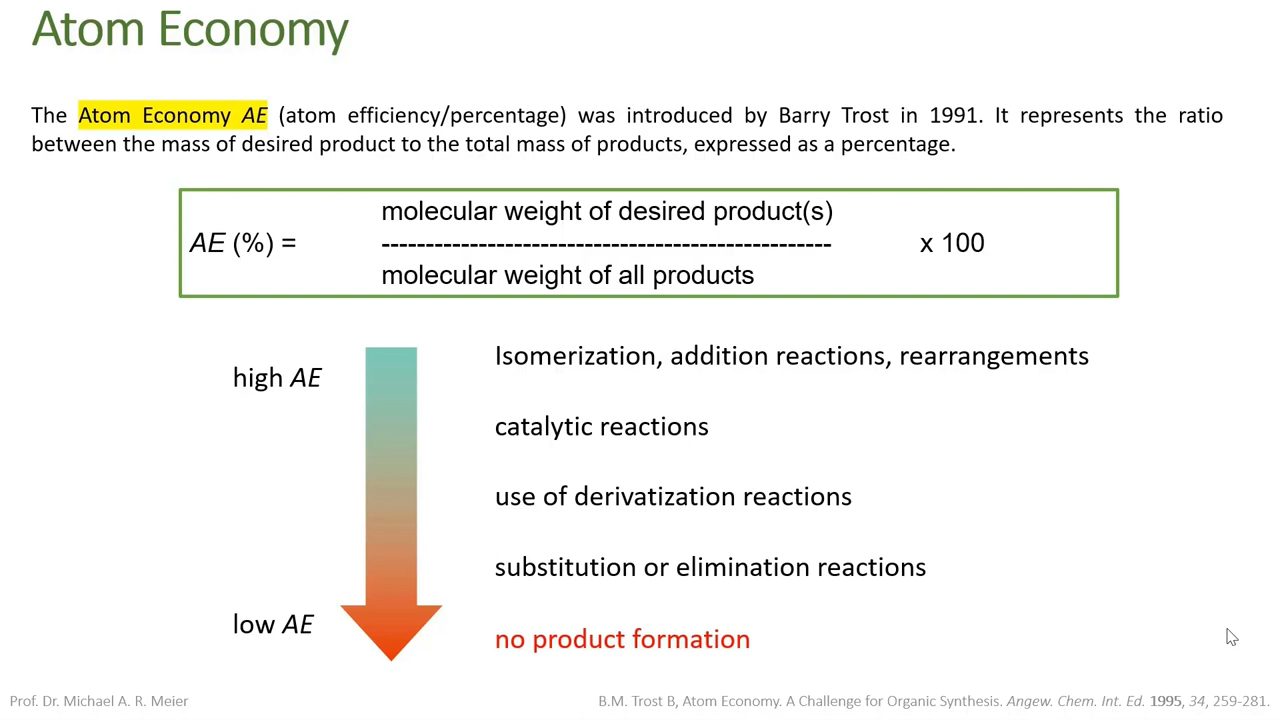 Atom Economy
The Atom Economy AE (atom efficiency/percentage) was introduced by Barry Trost in 1991. It represents the ratio
between the mass of desired product to the total mass of products, expressed as a percentage.
molecular weight of desired product(s)
AE (%) = --------------------------------------------------- x 100
molecular weight of all products
Isomerization, addition reactions, rearrangements
high AE
catalytic reactions
use of derivatization reactions
substitution or elimination reactions
low AE
no product formation
Prof. Dr. Michael A. R. Meier
B.M. Trost B, Atom Economy. A Challenge for Organic Synthesis. Angew. Chem. Int. Ed. 1995, 34, 259-281.